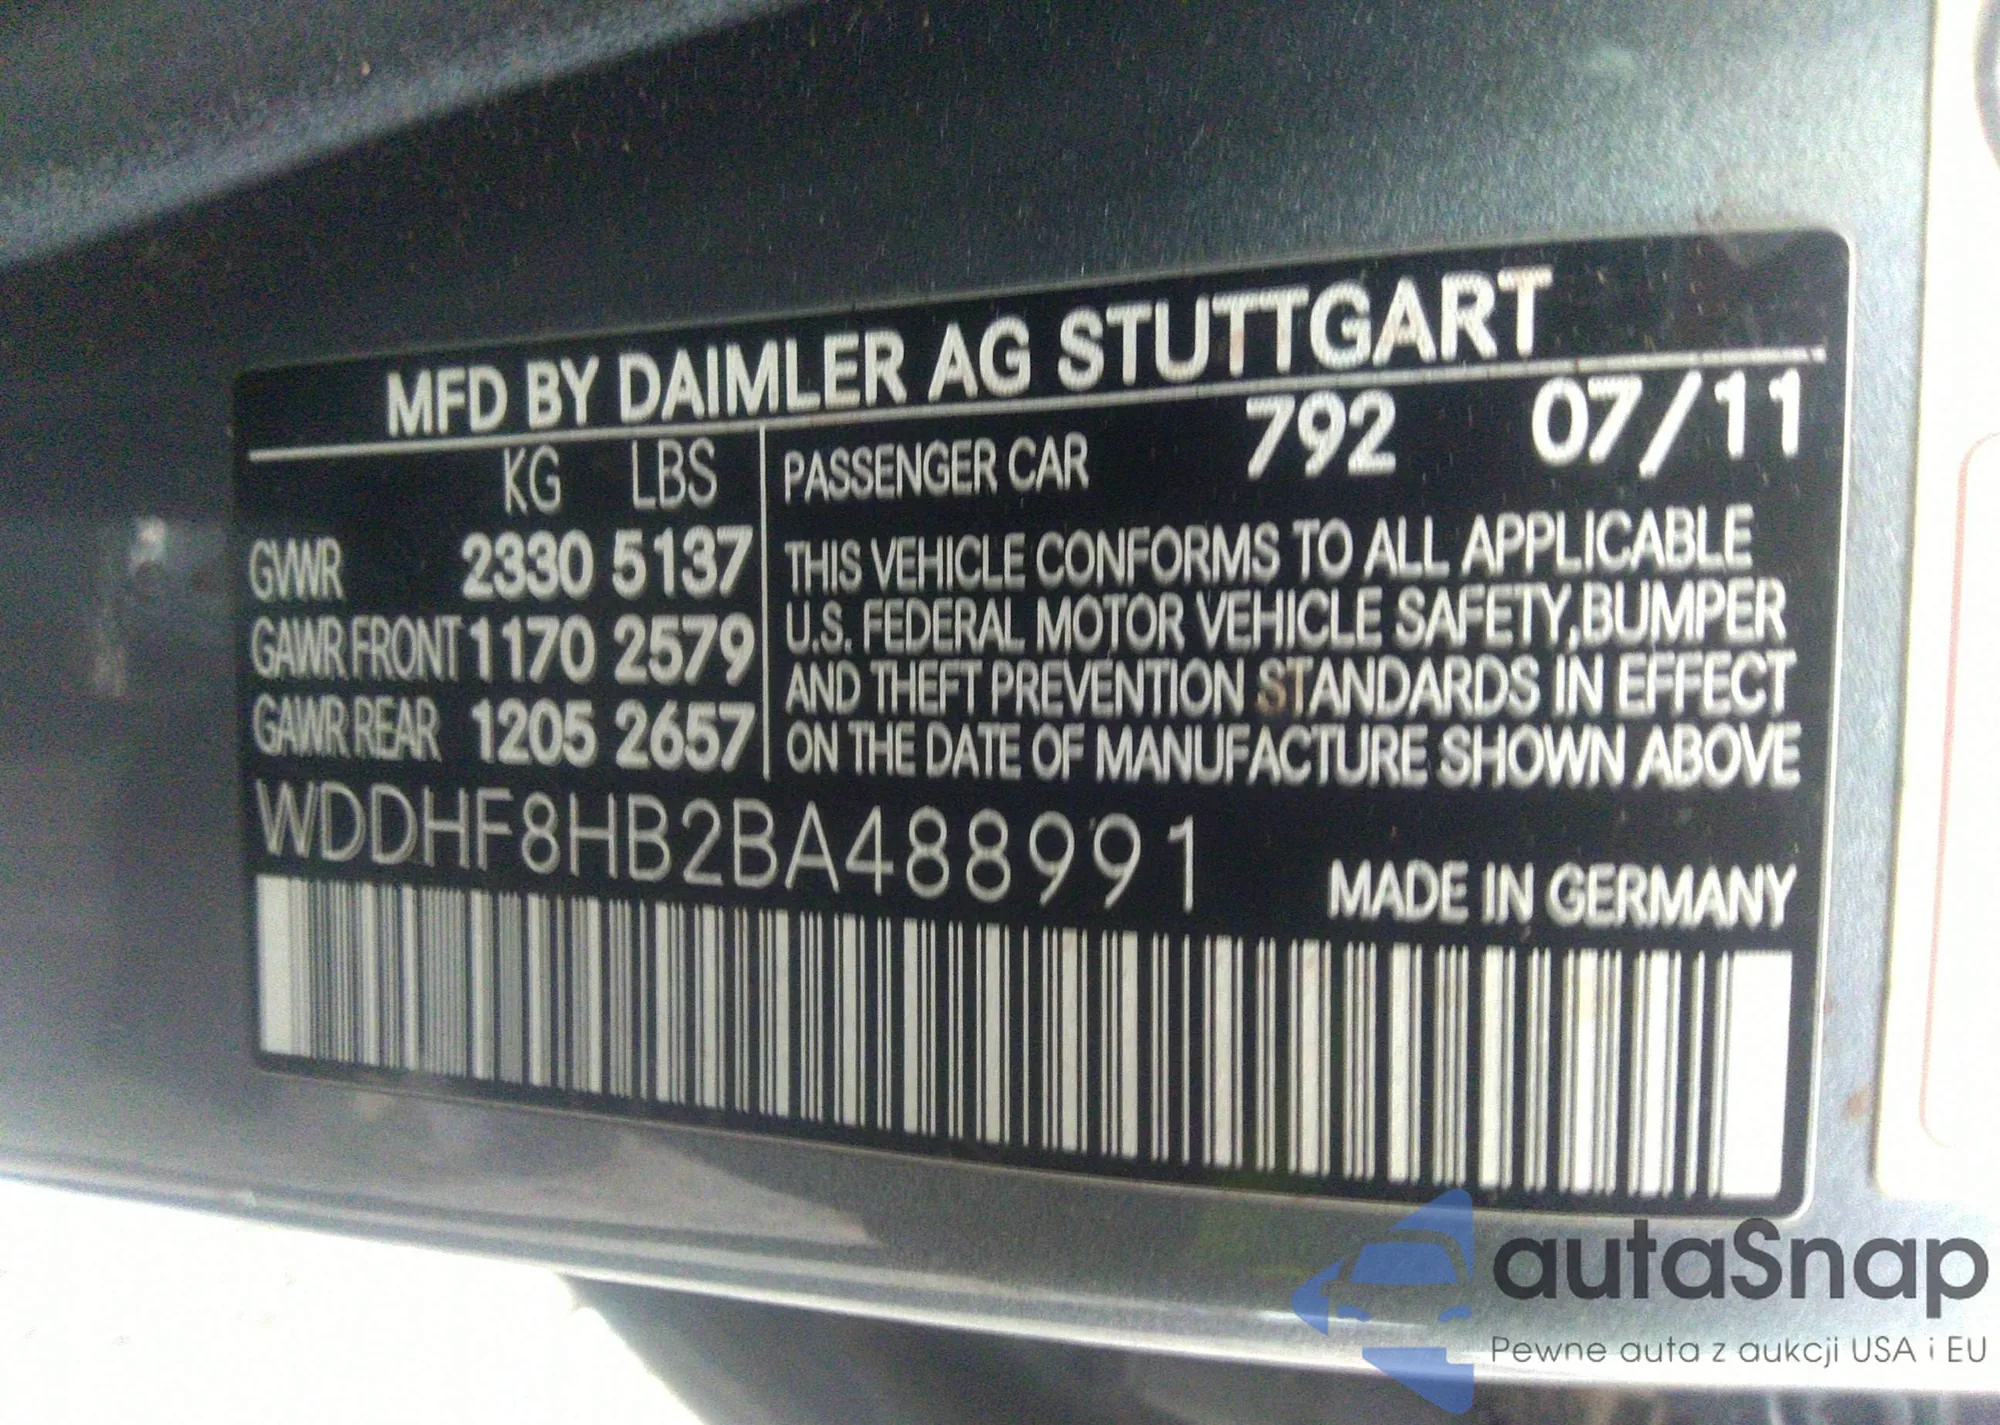 MFD BY DAIMLER AG STUTTGART
KG LBS
GVWR 2330 5137
GAWR FRONT 1170 2579
GAWR REAR 1205 2657
PASSENGER CAR 792 07/11
THIS VEHICLE CONFORMS TO ALL APPLICABLE
U.S. FEDERAL MOTOR VEHICLE SAFETY,BUMPER
AND THEFT PREVENTION STANDARDS IN EFFECT
ON THE DATE OF MANUFACTURE SHOWN ABOVE
WDDHF8HB2BA488991
MADE IN GERMANY
autaSnap
Pewne auta z aukcji USA i EU